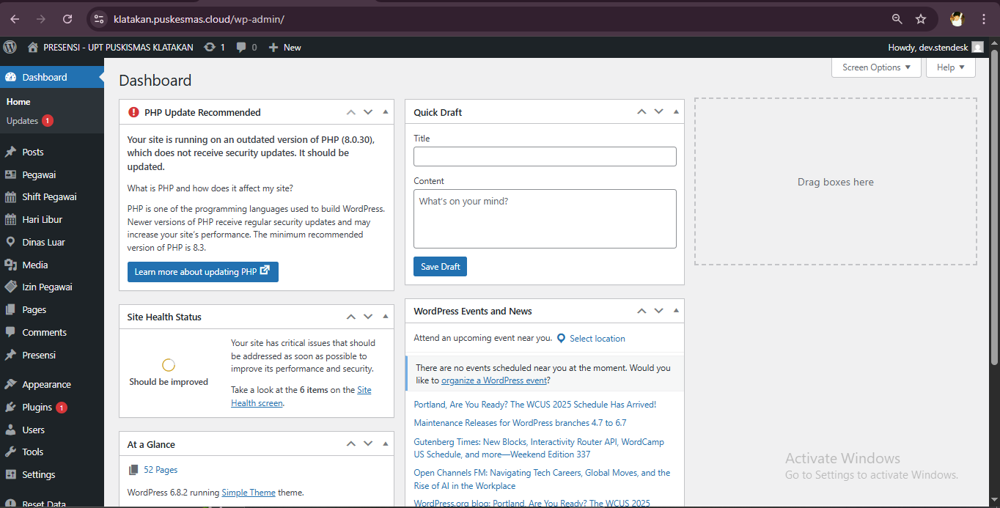 klatakan.puskesmas.cloud/wp-admin/
PRESENSI - UPT PUSKISMAS KLATAKAN
1
0
New
Howdy, dev.stendesk
Dashboard
Home
Updates 1
Posts
Pegawai
Shift Pegawai
Hari Libur
Dinas Luar
Media
Izin Pegawai
Pages
Comments
Presensi
Appearance
Plugins 1
Users
Tools
Settings
Reset Data
Screen Options
Help
Dashboard
PHP Update Recommended
Your site is running on an outdated version of PHP (8.0.30),
which does not receive security updates. It should be
updated.
What is PHP and how does it affect my site?
PHP is one of the programming languages used to build WordPress.
Newer versions of PHP receive regular security updates and may
increase your site's performance. The minimum recommended
version of PHP is 8.3.
Learn more about updating PHP
Site Health Status
Should be improved
Your site has critical issues that should
be addressed as soon as possible to
improve its performance and security.
Take a look at the 6 items on the Site
Health screen.
At a Glance
52 Pages
WordPress 6.8.2 running Simple Theme theme.
Quick Draft
Title
Content
What's on your mind?
Save Draft
WordPress Events and News
Attend an upcoming event near you.
Select location
There are no events scheduled near you at the moment. Would you
like to organize a WordPress event?
Portland, Are You Ready? The WCUS 2025 Schedule Has Arrived!
Maintenance Releases for WordPress branches 4.7 to 6.7
Gutenberg Times: New Blocks, Interactivity Router API, WordCamp
US Schedule, and more—Weekend Edition 337
Open Channels FM: Navigating Tech Careers, Global Moves, and the
Rise of AI in the Workplace
WordPress.org blog: Portland, Are You Ready? The WCUS 2025
Drag boxes here
Activate Windows
Go to Settings to activate Windows.